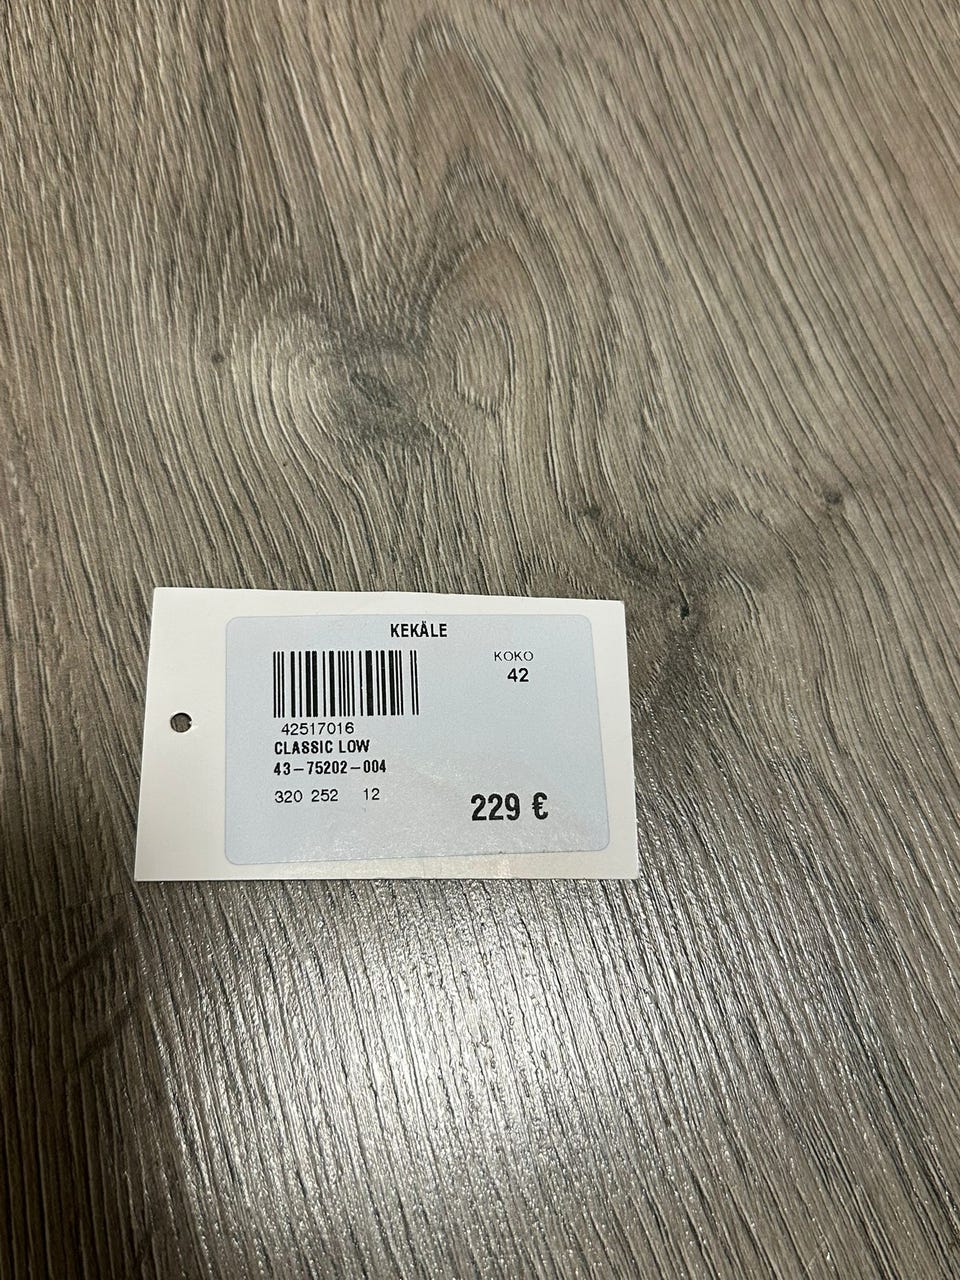 KEKÄLE
KOKO
42
42517016
CLASSIC LOW
43-75202-004
320 252 12
229 €